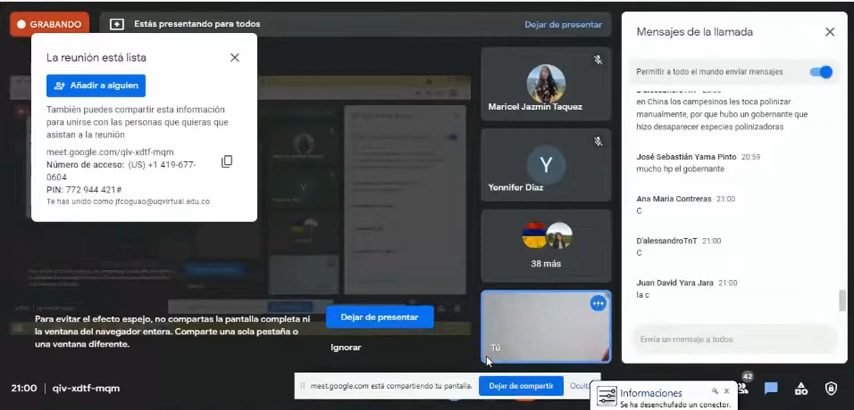 GRABANDO
Estás presentando para todos
Dejar de presentar
La reunión está lista
Añadir a alguien
También puedes compartir esta información
para unirse con las personas que quieras que
asistan a la reunión
meet.google.com/qiv-xdtf-mqm
Número de acceso: (US) +1 419-677-
0604
PIN: 772 944 421#
Te has unido como jfcoguao@uqvirtual.edu.co
Para evitar el efecto espejo, no compartas la pantalla completa ni
la ventana del navegador entera. Comparte una sola pestaña o
una ventana diferente.
Dejar de presentar
Ignorar
Maricel Jazmin Taquez
Y
Yennifer Díaz
38 más
Tú
Mensajes de la llamada
Permitir a todo el mundo enviar mensajes
en China los campesinos les toca polinizar
manualmente, por que hubo un gobernante que
hizo desaparecer especies polinizadoras
José Sebastián Yama Pinto 20:59
mucho hp el gobernante
Ana María Contreras 21:00
C
D'alessandroTnT 21:00
C
Juan David Yara Jara 21:00
la c
Envía un mensaje a todos
21:00 qiv-xdtf-mqm
meet.google.com está compartiendo tu pantalla.
Dejar de compartir
Informaciones
Se ha desenchufado un conector.
42